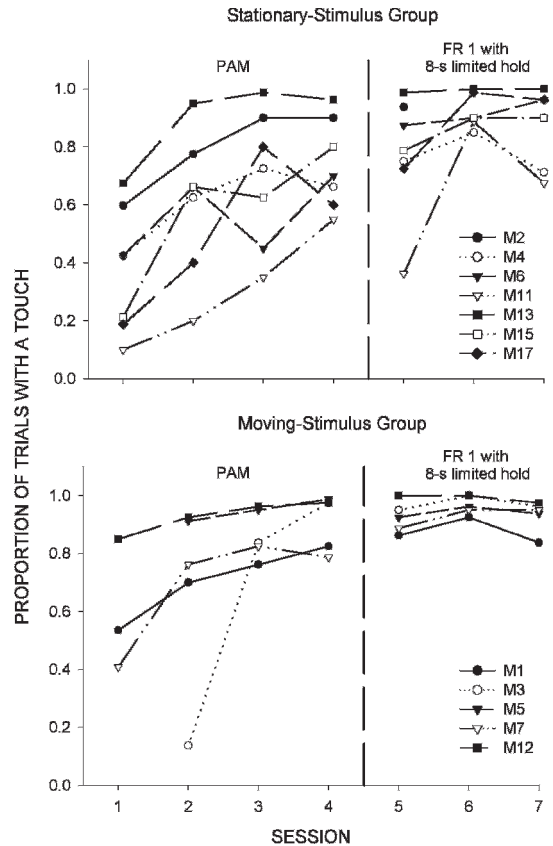 Stationary-Stimulus Group
PAM
FR 1 with
8-s limited hold
1.0
0.8
0.6
0.4
0.2
0.0
M2
M4
M6
M11
M13
M15
M17
PROPORTION OF TRIALS WITH A TOUCH
Moving-Stimulus Group
PAM
FR 1 with
8-s limited hold
1.0
0.8
0.6
0.4
0.2
0.0
M1
M3
M5
M7
M12
1 2 3 4 5 6 7
SESSION